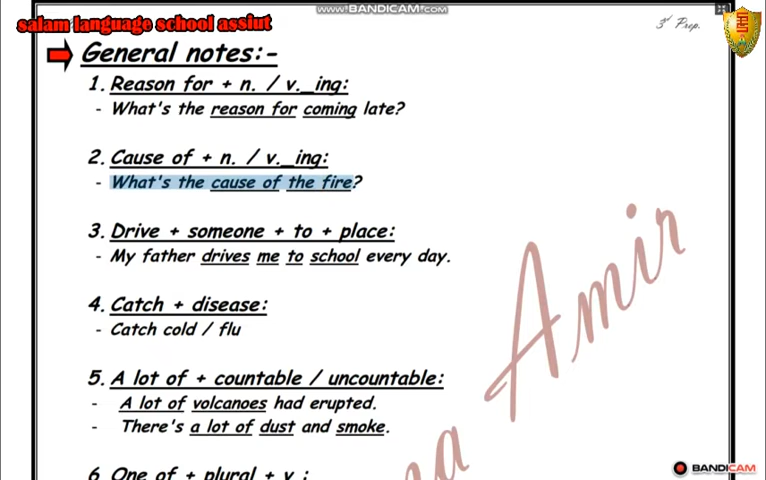 WWW.BANDICAM.COM
salam language school assiut
3rd Prep.
General notes:-
1. Reason for + n. / v._ing:
- What's the reason for coming late?
2. Cause of + n. / v._ing:
- What's the cause of the fire?
3. Drive + someone + to + place:
- My father drives me to school every day.
4. Catch + disease:
- Catch cold / flu
5. A lot of + countable / uncountable:
- A lot of volcanoes had erupted.
- There's a lot of dust and smoke.
Amir
BANDICAM
6. One of + plural + v.: